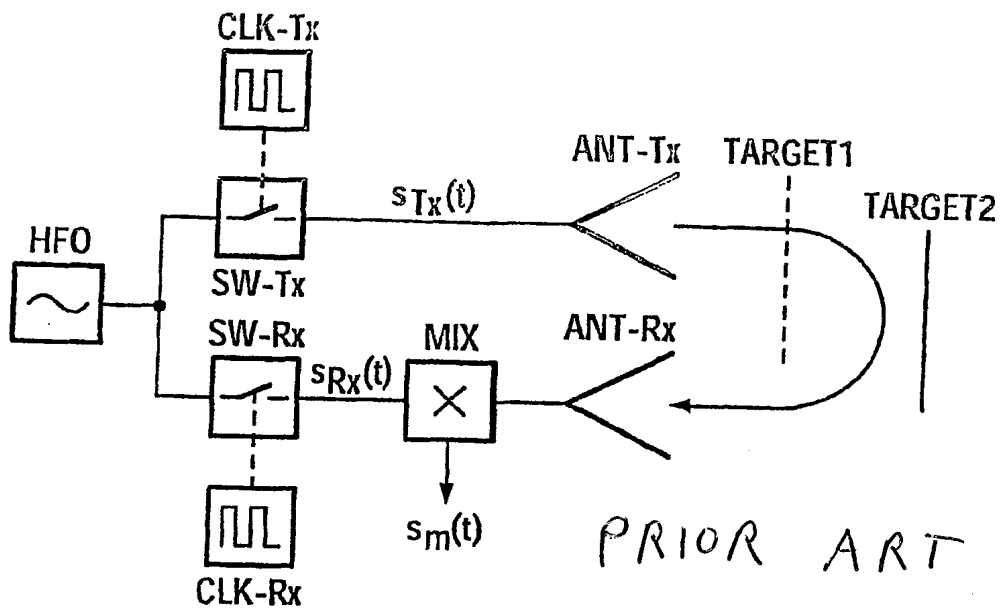 CLK-Tx
ANT-Tx
TARGET1
TARGET2
sTx(t)
HFO
SW-Tx
SW-Rx
MIX
ANT-Rx
sRx(t)
sm(t)
CLK-Rx
PRIOR ART